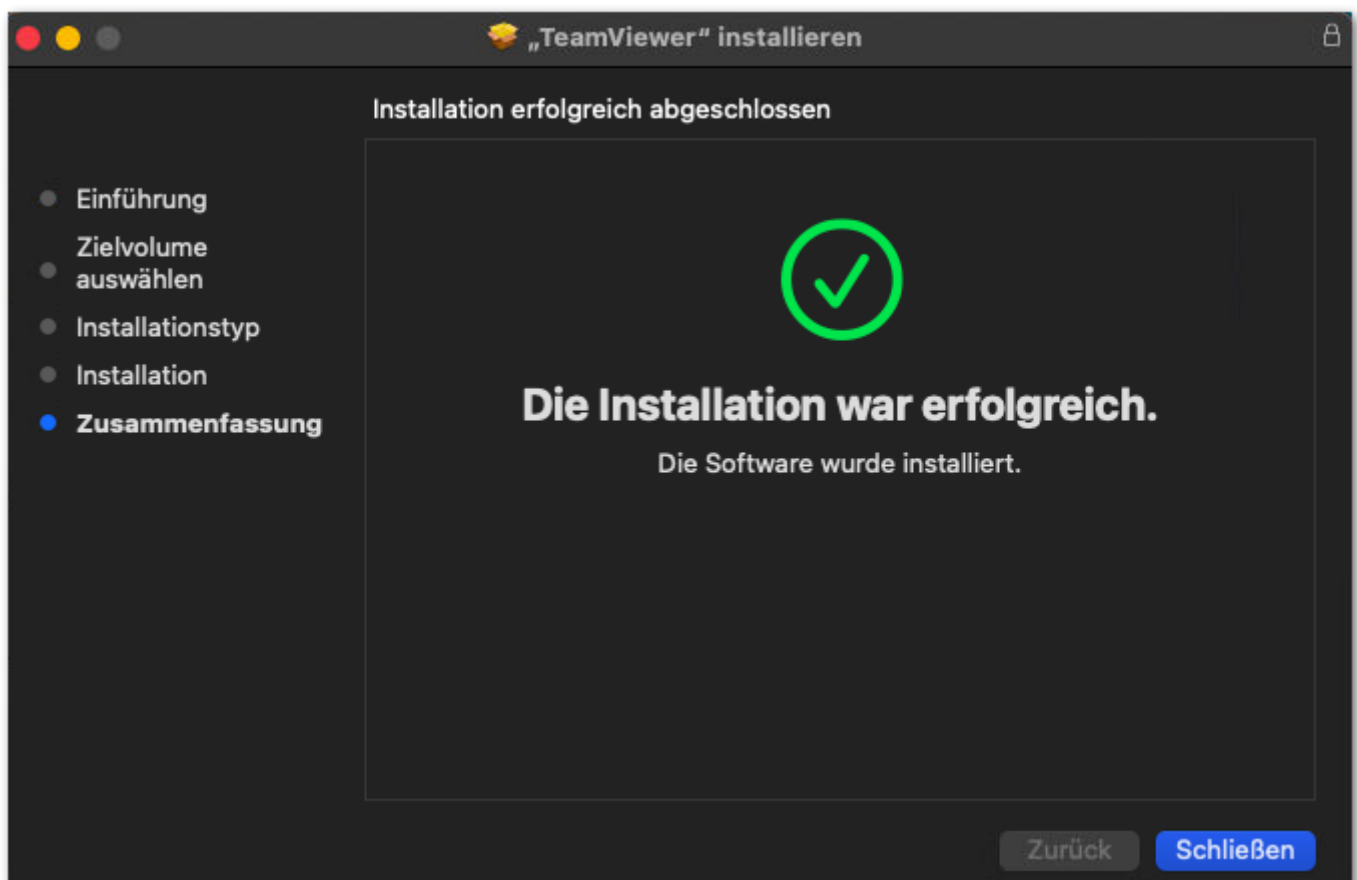 „TeamViewer“ installieren
Installation erfolgreich abgeschlossen
Einführung
Zielvolume
auswählen
Installationstyp
Installation
Zusammenfassung
Die Installation war erfolgreich.
Die Software wurde installiert.
Zurück
Schließen